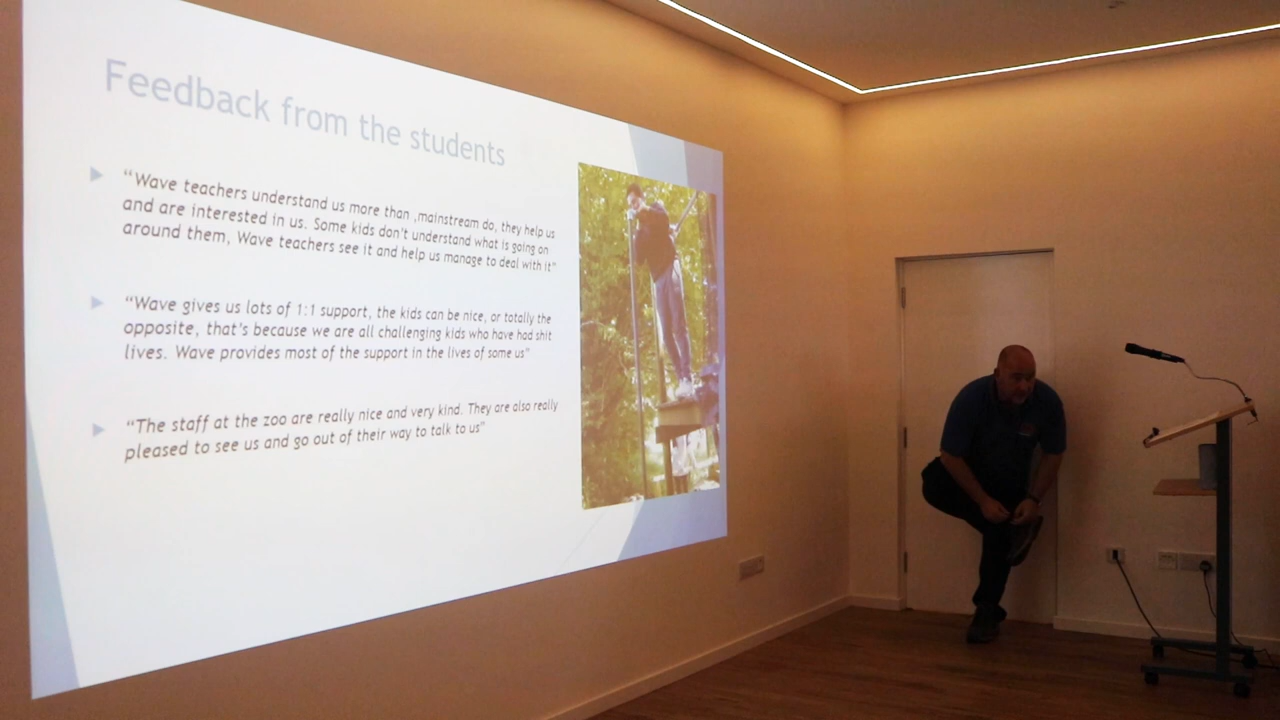 Feedback from the students
“Wave teachers understand us more than ,mainstream do, they help us
and are interested in us. Some kids don't understand what is going on
around them, Wave teachers see it and help us manage to deal with it”
“Wave gives us lots of 1:1 support, the kids can be nice, or totally the
opposite, that's because we are all challenging kids who have had shit
lives. Wave provides most of the support in the lives of some us”
“The staff at the zoo are really nice and very kind. They are also really
pleased to see us and go out of their way to talk to us”